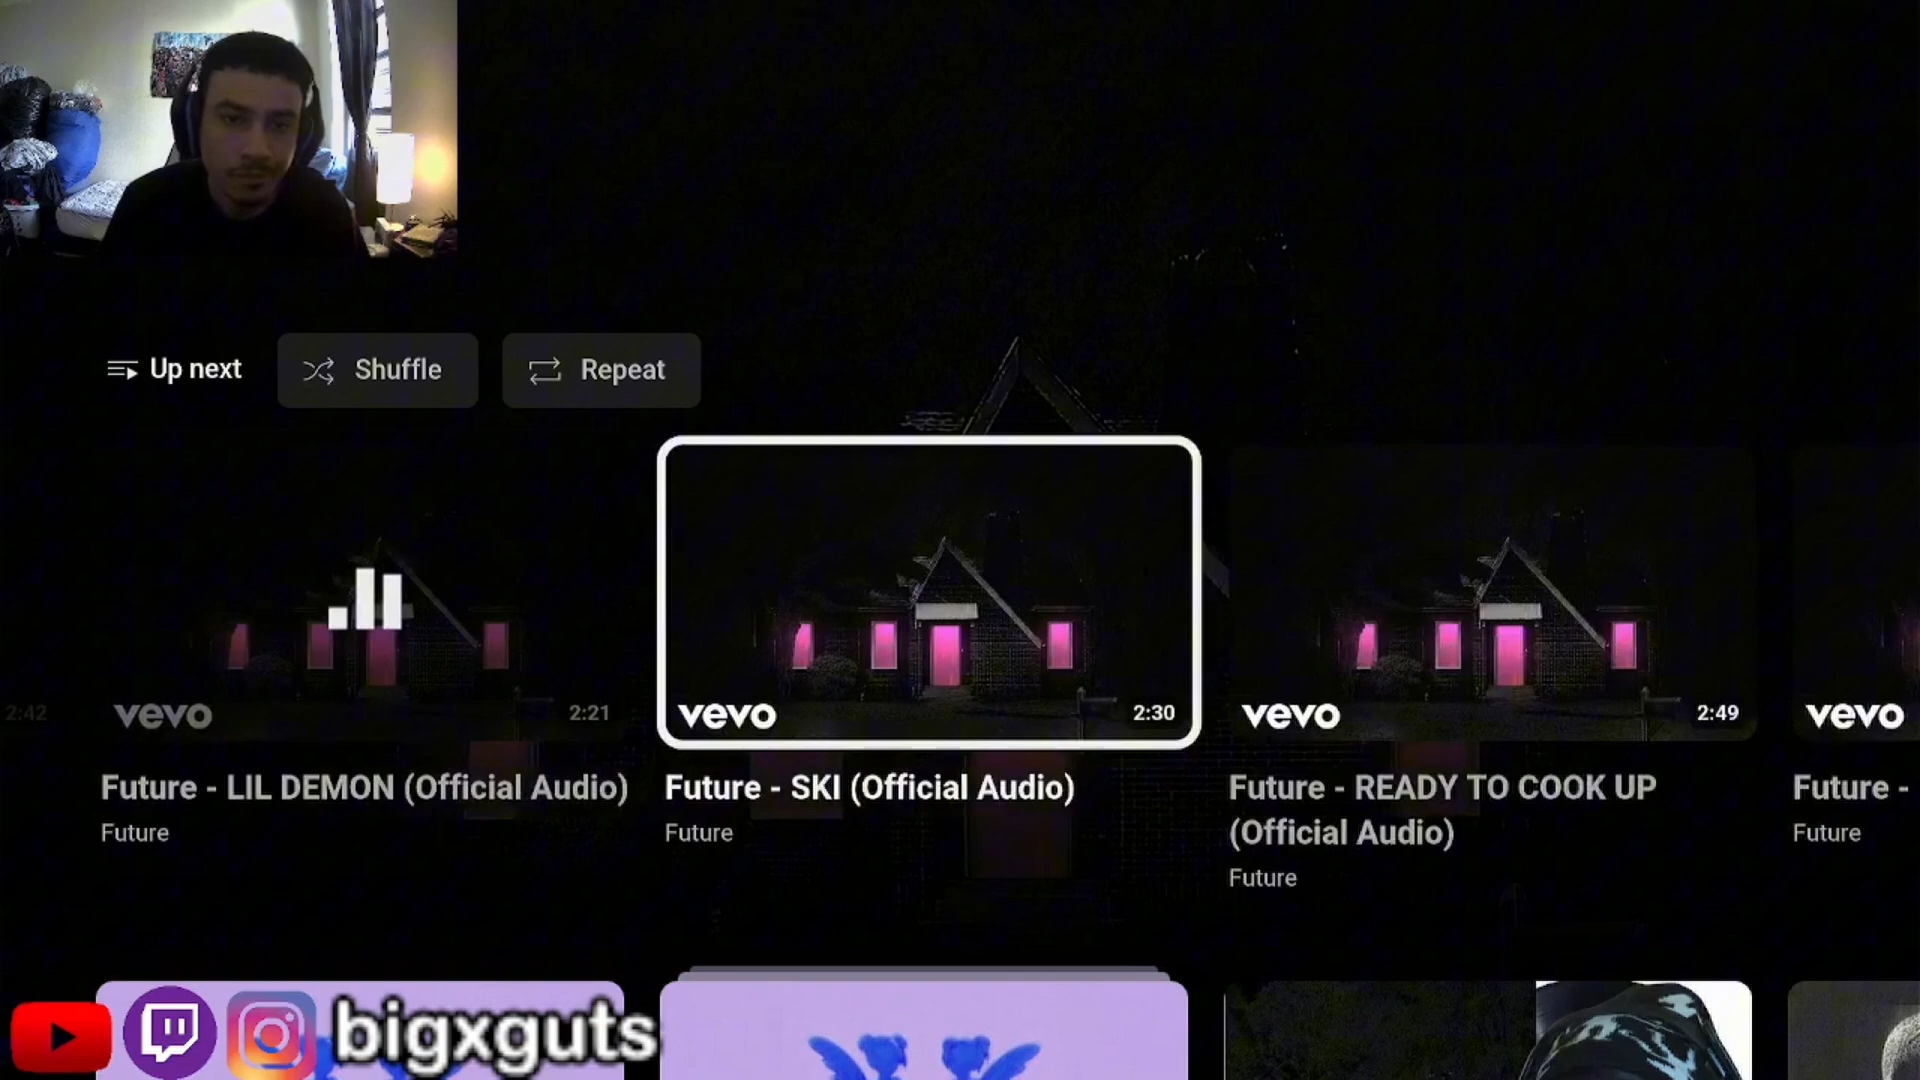 Up next
Shuffle
Repeat
2:42
vevo
2:21
vevo
2:30
vevo
2:49
vevo
Future - LIL DEMON (Official Audio)
Future
Future - SKI (Official Audio)
Future
Future - READY TO COOK UP
(Official Audio)
Future
Future -
Future
bigxguts